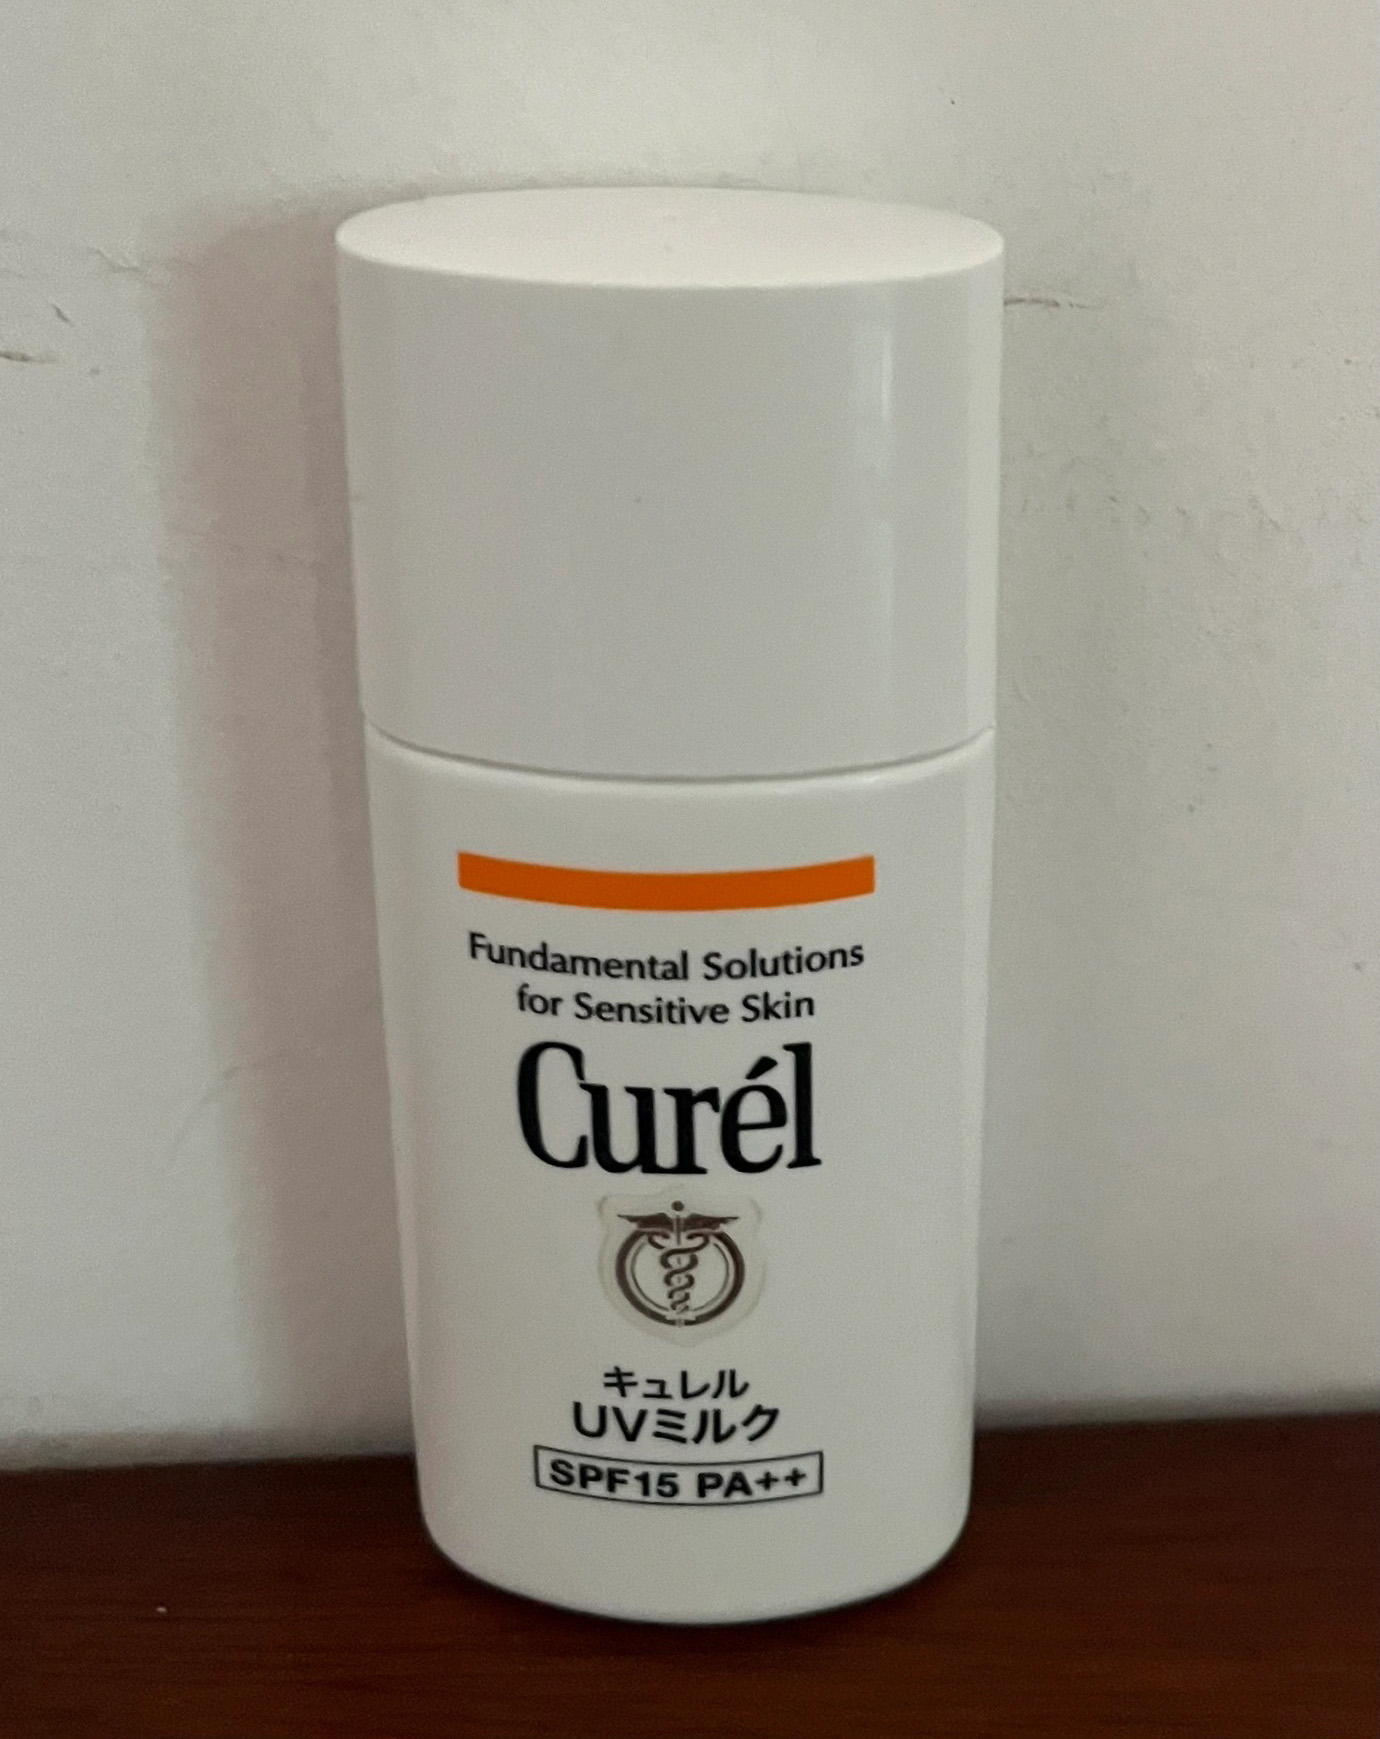 Fundamental Solutions
for Sensitive Skin
Curél
キュレル
UVミルク
SPF15 PA++